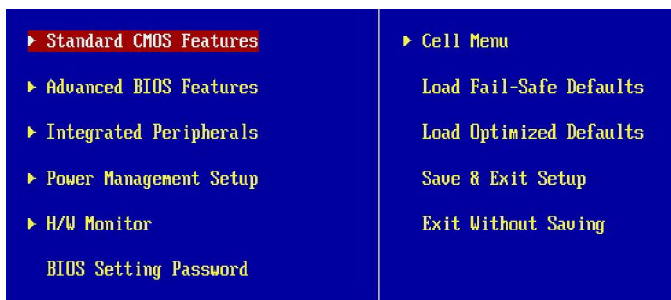 Standard CMOS Features
Advanced BIOS Features
Integrated Peripherals
Power Management Setup
H/W Monitor
BIOS Setting Password
Cell Menu
Load Fail-Safe Defaults
Load Optimized Defaults
Save & Exit Setup
Exit Without Saving